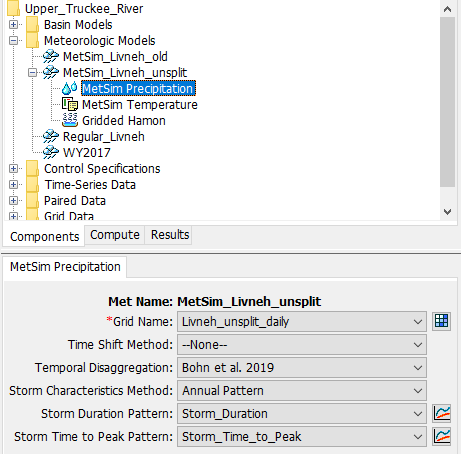 Upper_Truckee_River
Basin Models
Meteorologic Models
MetSim_Livneh_old
MetSim_Livneh_unsplit
MetSim Precipitation
MetSim Temperature
Gridded Hamon
Regular_Livneh
WY2017
Control Specifications
Time-Series Data
Paired Data
Grid Data
Components Compute Results
MetSim Precipitation
Met Name: MetSim_Livneh_unsplit
*Grid Name: Livneh_unsplit_daily
Time Shift Method: --None--
Temporal Disaggregation: Bohn et al. 2019
Storm Characteristics Method: Annual Pattern
Storm Duration Pattern: Storm_Duration
Storm Time to Peak Pattern: Storm_Time_to_Peak